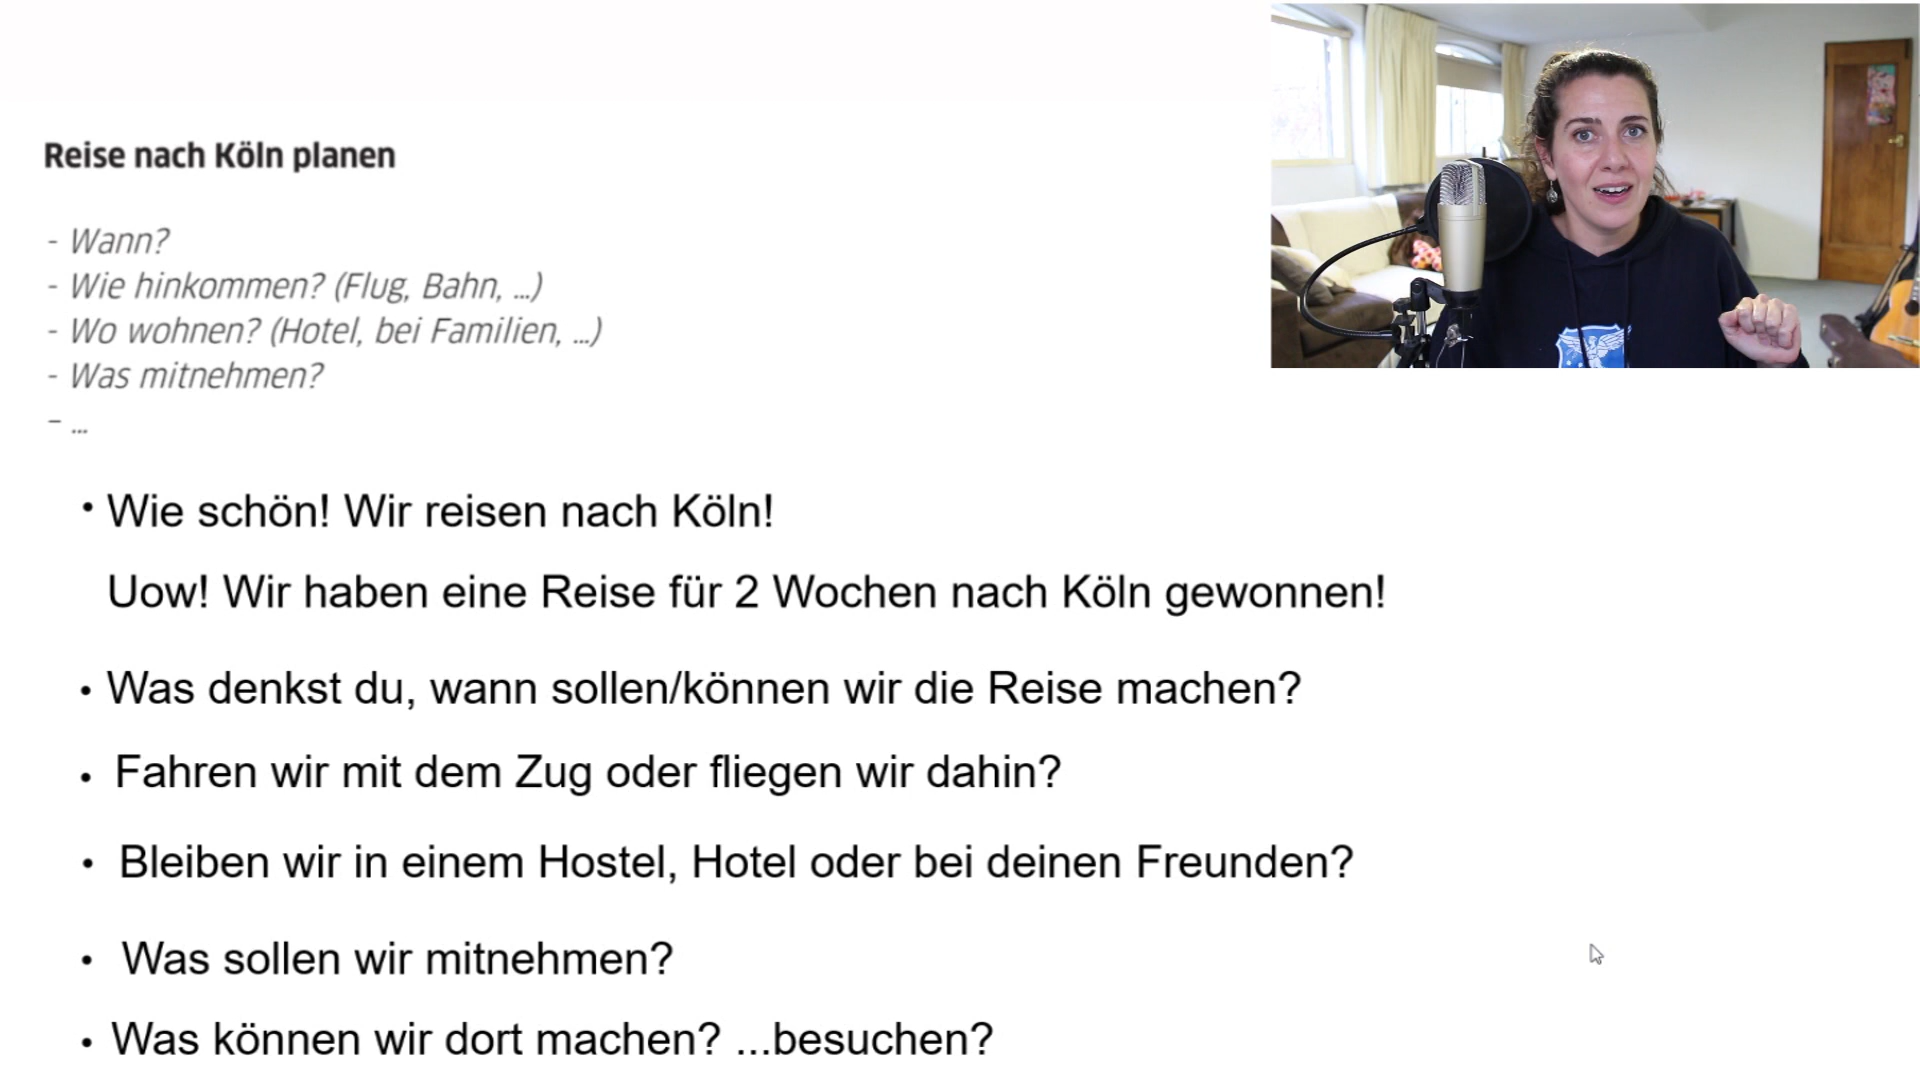 Reise nach Köln planen
- Wann?
- Wie hinkommen? (Flug, Bahn, ...)
- Wo wohnen? (Hotel, bei Familien, ...)
- Was mitnehmen?
- ...
• Wie schön! Wir reisen nach Köln!
Uow! Wir haben eine Reise für 2 Wochen nach Köln gewonnen!
• Was denkst du, wann sollen/können wir die Reise machen?
• Fahren wir mit dem Zug oder fliegen wir dahin?
• Bleiben wir in einem Hostel, Hotel oder bei deinen Freunden?
• Was sollen wir mitnehmen?
• Was können wir dort machen? ...besuchen?